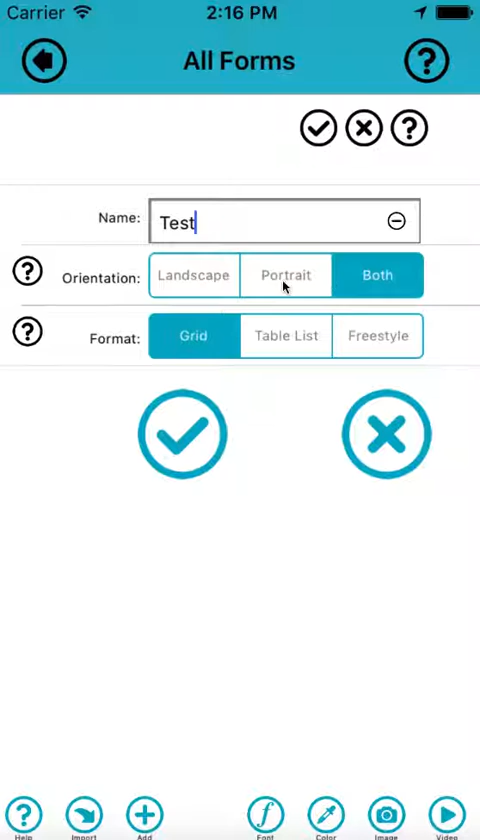 Carrier 2:16 PM
All Forms
Name: Test
Orientation: Landscape Portrait Both
Format: Grid Table List Freestyle
Help Import Add Font Color Image Video